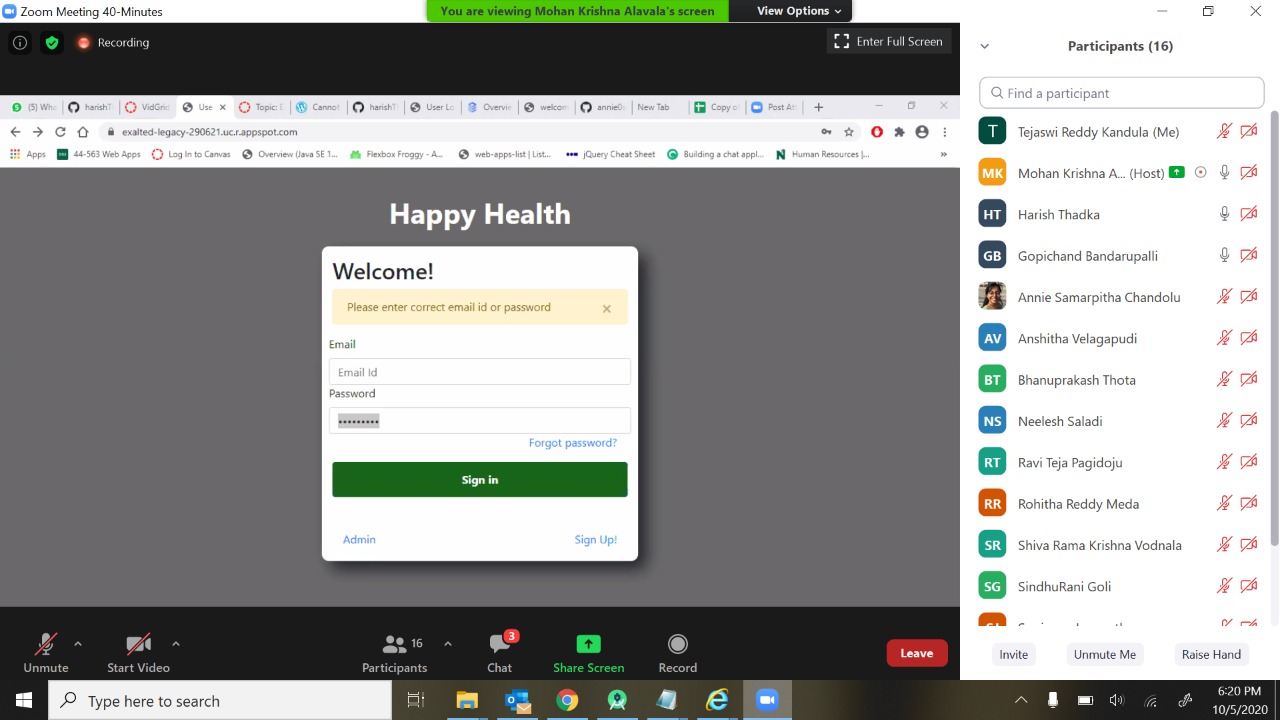 Zoom Meeting 40-Minutes
You are viewing Mohan Krishna Alavala's screen
View Options
Recording
Enter Full Screen
(5) Wha
harishT
VidGrid
Use
Topic: E
Cannot
harishT
User Lo
Overvie
welcom
annie0s
New Tab
Copy of
Post At
exalted-legacy-290621.uc.r.appspot.com
Apps
44-563 Web Apps
Log In to Canvas
Overview (Java SE 1...
Flexbox Froggy - A...
web-apps-list | List...
jQuery Cheat Sheet
Building a chat appl...
Human Resources |...
»
Happy Health
Welcome!
Please enter correct email id or password
×
Email
Email Id
Password
•••••••••
Forgot password?
Sign in
Admin
Sign Up!
Unmute
Start Video
16
Participants
3
Chat
Share Screen
Record
Leave
Participants (16)
Find a participant
T Tejaswi Reddy Kandula (Me)
MK Mohan Krishna A... (Host)
HT Harish Thadka
GB Gopichand Bandarupalli
Annie Samarpitha Chandolu
AV Anshitha Velagapudi
BT Bhanuprakash Thota
NS Neelesh Saladi
RT Ravi Teja Pagidoju
RR Rohitha Reddy Meda
SR Shiva Rama Krishna Vodnala
SG SindhuRani Goli
Invite
Unmute Me
Raise Hand
Type here to search
6:20 PM
10/5/2020